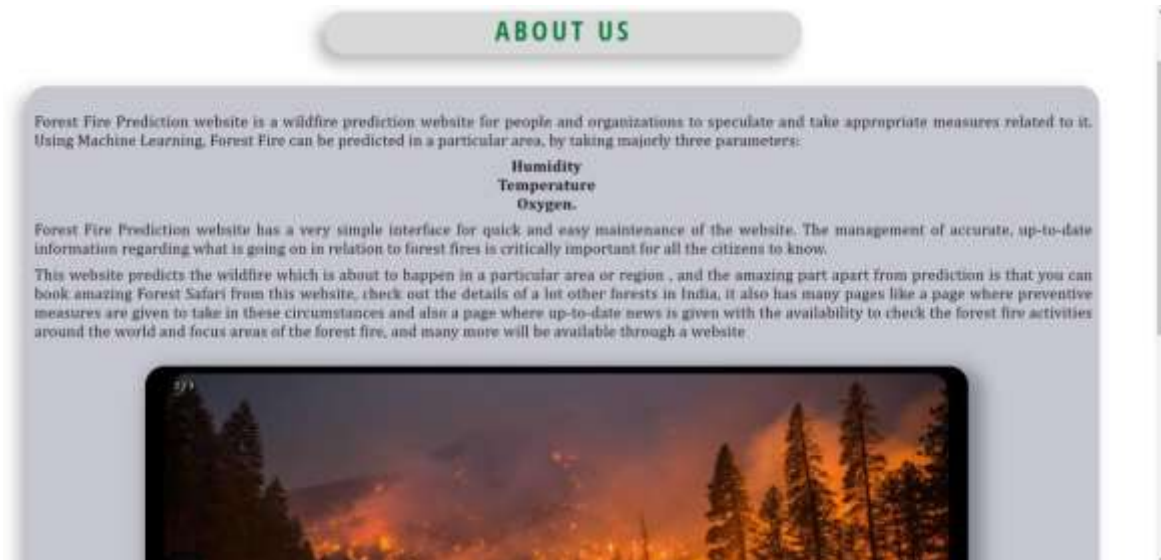 ABOUT US
Forest Fire Prediction website is a wildfire prediction website for people and organizations to speculate and take appropriate measures related to it.
Using Machine Learning, Forest Fire can be predicted in a particular area, by taking majorly three parameters:
Humidity
Temperature
Oxygen.
Forest Fire Prediction website has a very simple interface for quick and easy maintenance of the website. The management of accurate, up-to-date
information regarding what is going on in relation to forest fires is critically important for all the citizens to know.
This website predicts the wildfire which is about to happen in a particular area or region , and the amazing part apart from prediction is that you can
book amazing Forest Safari from this website, check out the details of a lot other forests in India, it also has many pages like a page where preventive
measures are given to take in these circumstances and also a page where up-to-date news is given with the availability to check the forest fire activities
around the world and focus areas of the forest fire, and many more will be available through a website